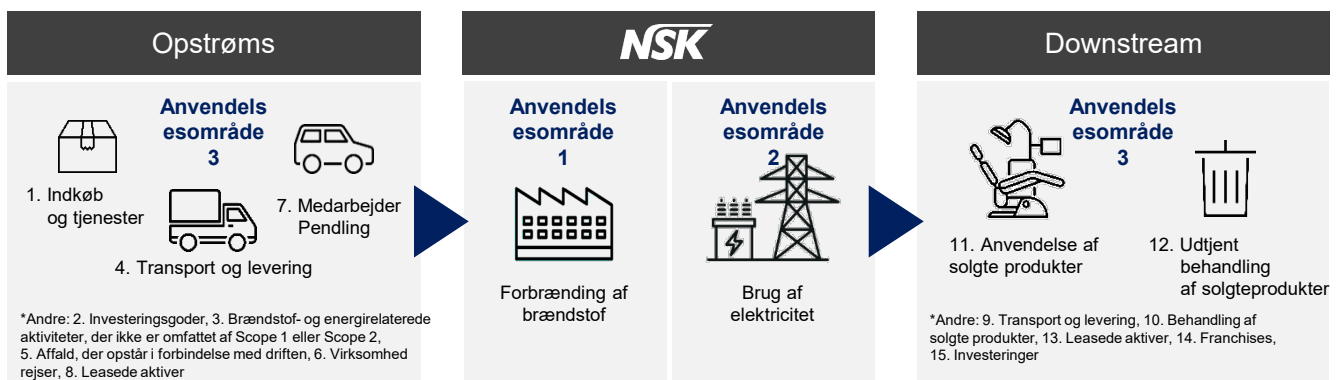 Opstrøms
Anvendels
esområde
3
1. Indkøb
og tjenester
7. Medarbejder
Pendling
4. Transport og levering
*Andre: 2. Investeringsgoder, 3. Brændstof- og energirelaterede
aktiviteter, der ikke er omfattet af Scope 1 eller Scope 2,
5. Affald, der opstår i forbindelse med driften, 6. Virksomhed
rejser, 8. Leasede aktiver
NSK
Anvendels
esområde
1
Forbrænding af
brændstof
Anvendels
esområde
2
Brug af
elektricitet
Downstream
Anvendels
esområde
3
11. Anvendelse af
solgte produkter
12. Udtjent
behandling
af solgteprodukter
*Andre: 9. Transport og levering, 10. Behandling af
solgte produkter, 13. Leasede aktiver, 14. Franchises,
15. Investeringer